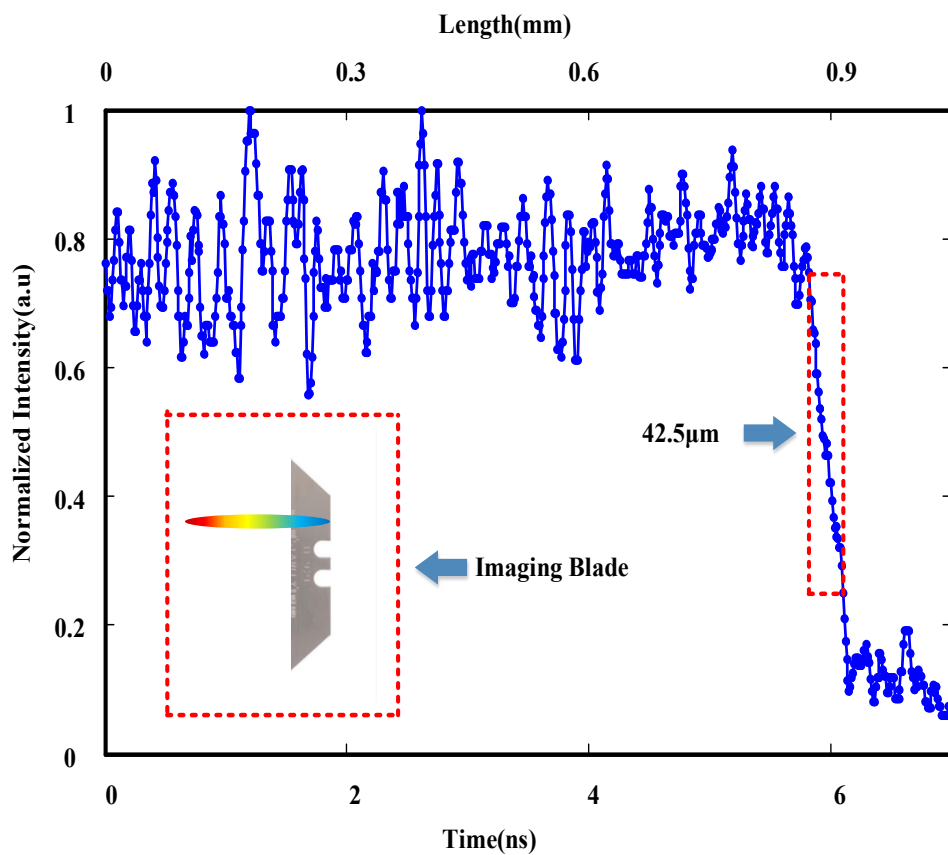 Length(mm)
0 0.3 0.6 0.9
1
0.8
0.6
0.4
0.2
0
Normalized Intensity(a.u)
42.5μm
Imaging Blade
0 2 4 6
Time(ns)